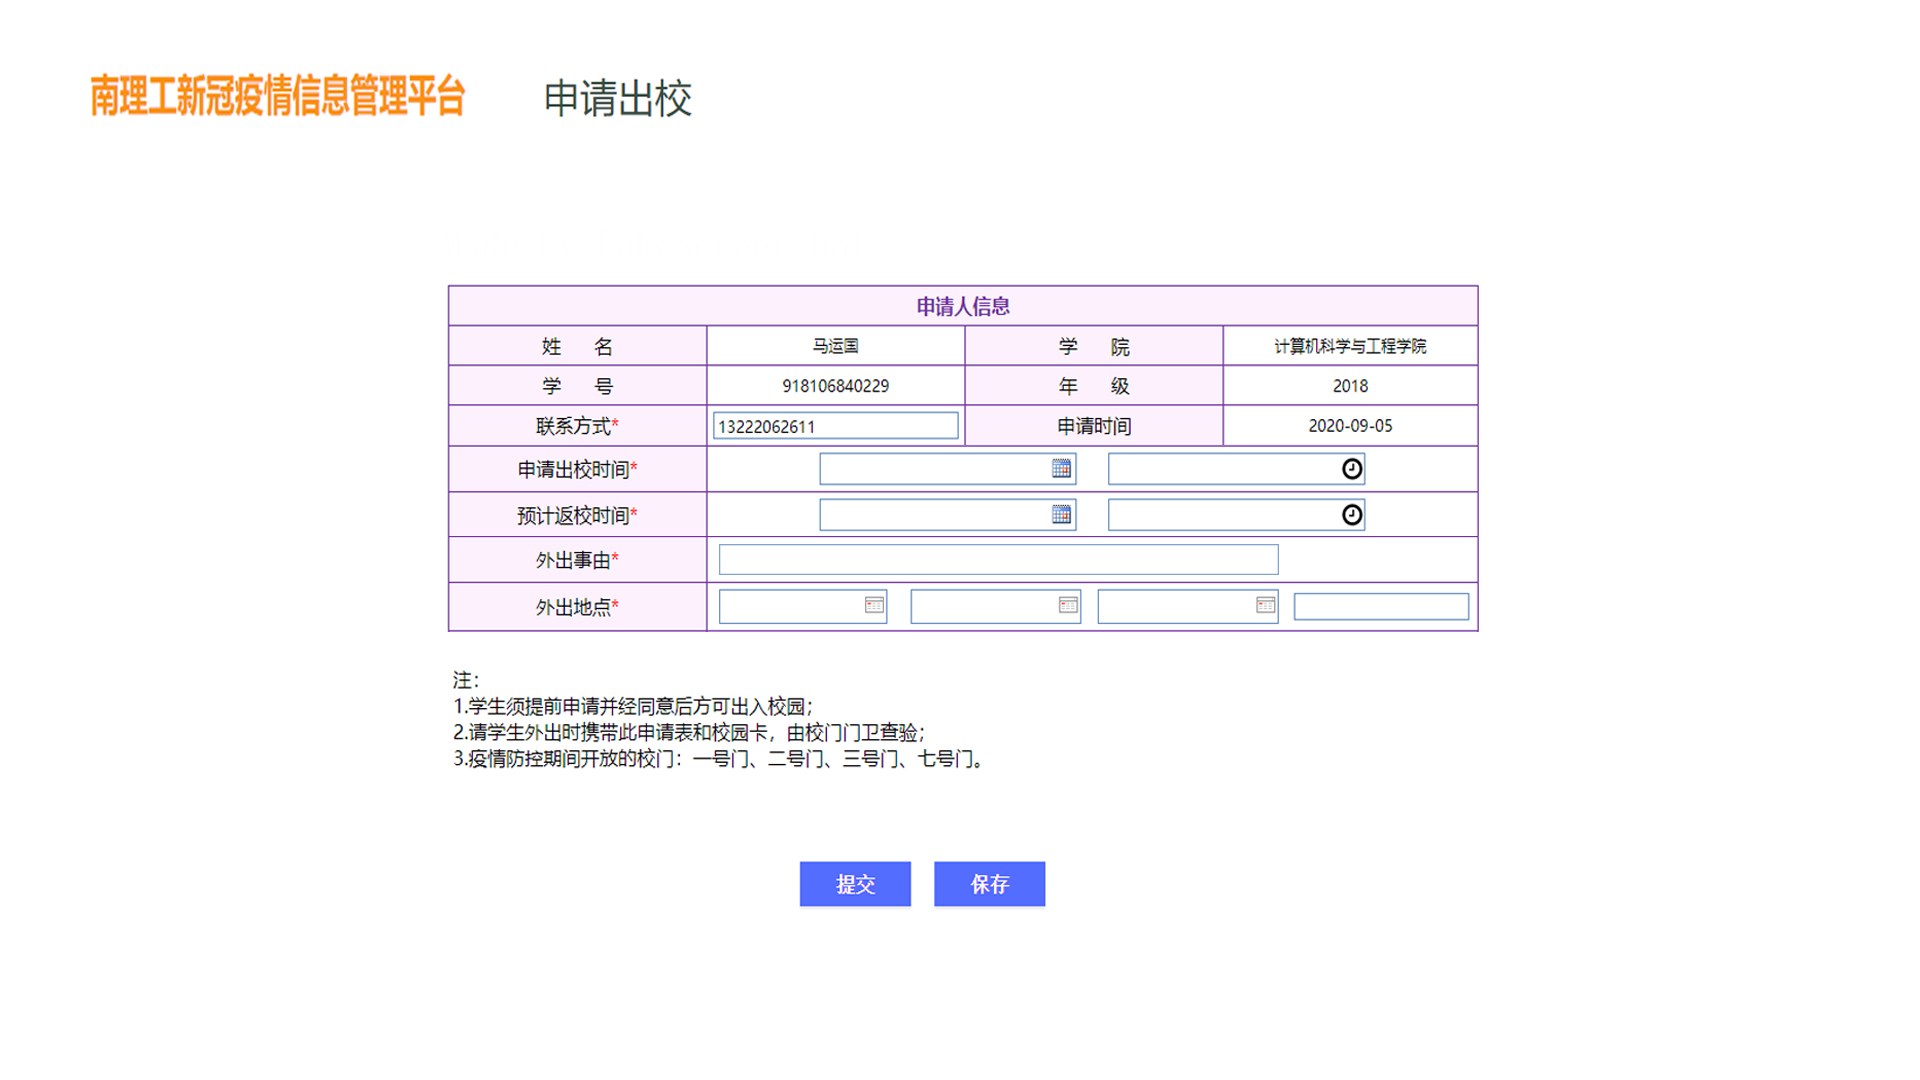 南理工新冠疫情信息管理平台 申请出校
申请人信息
姓 名 马运国 学 院 计算机科学与工程学院
学 号 918106840229 年 级 2018
联系方式* 13222062611 申请时间 2020-09-05
申请出校时间*
预计返校时间*
外出事由*
外出地点*
注：
1.学生须提前申请并经同意后方可出入校园；
2.请学生外出时携带此申请表和校园卡，由校门门卫查验；
3.疫情防控期间开放的校门：一号门、二号门、三号门、七号门。
提交 保存